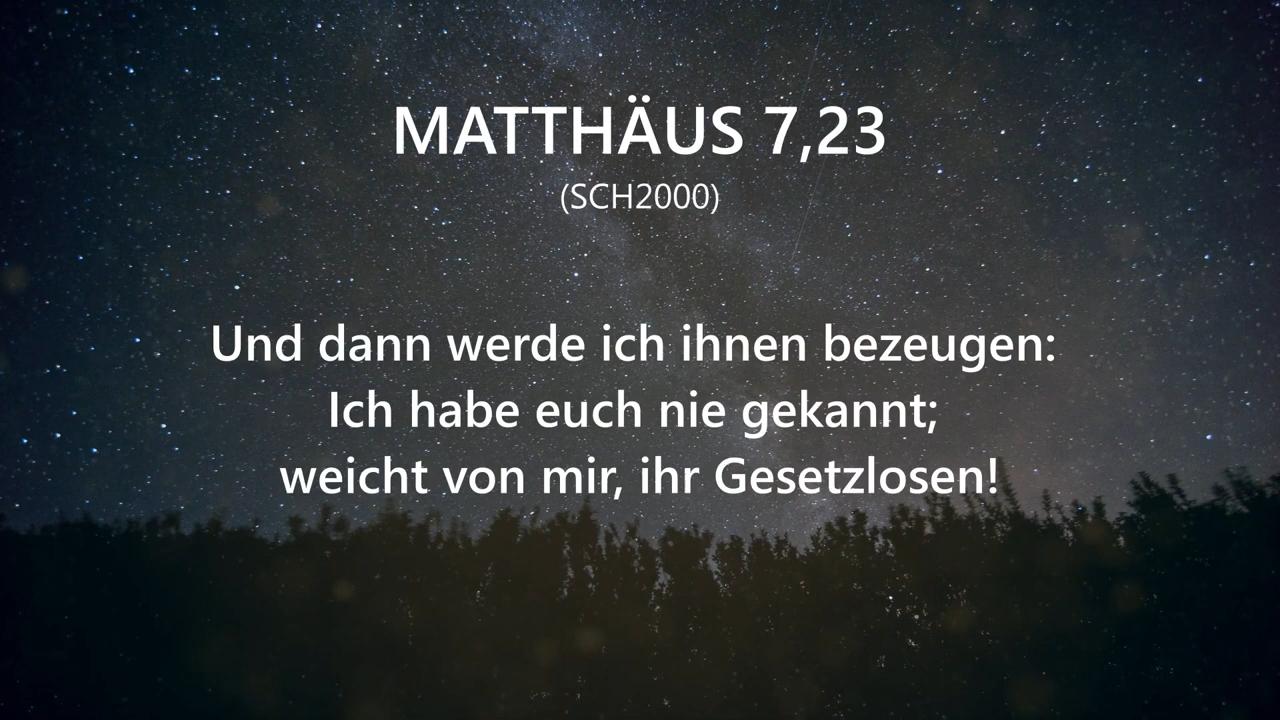 MATTHÄUS 7,23
(SCH2000)
Und dann werde ich ihnen bezeugen:
Ich habe euch nie gekannt;
weicht von mir, ihr Gesetzlosen!